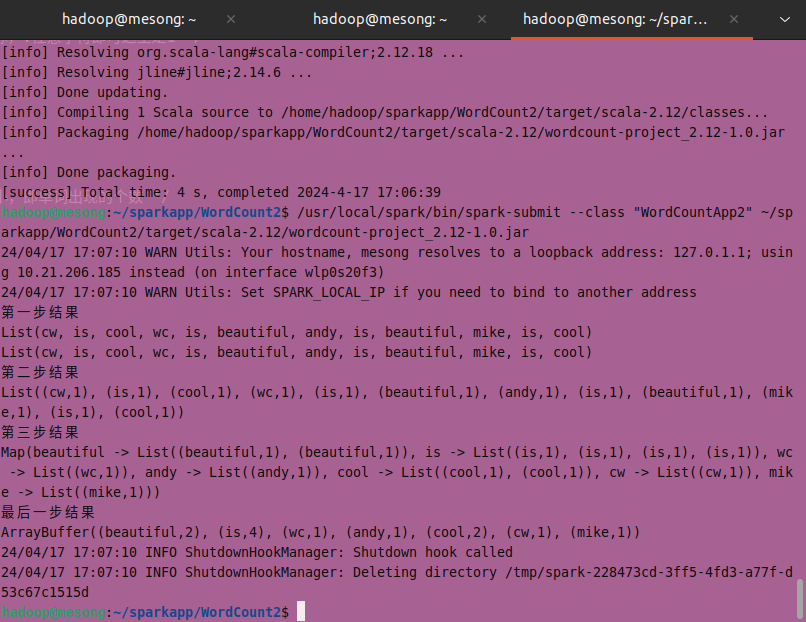 hadoop@mesong: ~
hadoop@mesong: ~
hadoop@mesong: ~/spar...
[info] Resolving org.scala-lang#scala-compiler;2.12.18 ...
[info] Resolving jline#jline;2.14.6 ...
[info] Done updating.
[info] Compiling 1 Scala source to /home/hadoop/sparkapp/WordCount2/target/scala-2.12/classes...
[info] Packaging /home/hadoop/sparkapp/WordCount2/target/scala-2.12/wordcount-project_2.12-1.0.jar
...
[info] Done packaging.
[success] Total time: 4 s, completed 2024-4-17 17:06:39
hadoop@mesong:~/sparkapp/WordCount2$ /usr/local/spark/bin/spark-submit --class "WordCountApp2" ~/sp
arkapp/WordCount2/target/scala-2.12/wordcount-project_2.12-1.0.jar
24/04/17 17:07:10 WARN Utils: Your hostname, mesong resolves to a loopback address: 127.0.1.1; usin
g 10.21.206.185 instead (on interface wlp0s20f3)
24/04/17 17:07:10 WARN Utils: Set SPARK_LOCAL_IP if you need to bind to another address
第一步结果
List(cw, is, cool, wc, is, beautiful, andy, is, beautiful, mike, is, cool)
List(cw, is, cool, wc, is, beautiful, andy, is, beautiful, mike, is, cool)
第二步结果
List((cw,1), (is,1), (cool,1), (wc,1), (is,1), (beautiful,1), (andy,1), (is,1), (beautiful,1), (mik
e,1), (is,1), (cool,1))
第三步结果
Map(beautiful -> List((beautiful,1), (beautiful,1)), is -> List((is,1), (is,1), (is,1), (is,1)), wc
 -> List((wc,1)), andy -> List((andy,1)), cool -> List((cool,1), (cool,1)), cw -> List((cw,1)), mik
e -> List((mike,1)))
最后一步结果
ArrayBuffer((beautiful,2), (is,4), (wc,1), (andy,1), (cool,2), (cw,1), (mike,1))
24/04/17 17:07:10 INFO ShutdownHookManager: Shutdown hook called
24/04/17 17:07:10 INFO ShutdownHookManager: Deleting directory /tmp/spark-228473cd-3ff5-4fd3-a77f-d
53c67c1515d
hadoop@mesong:~/sparkapp/WordCount2$